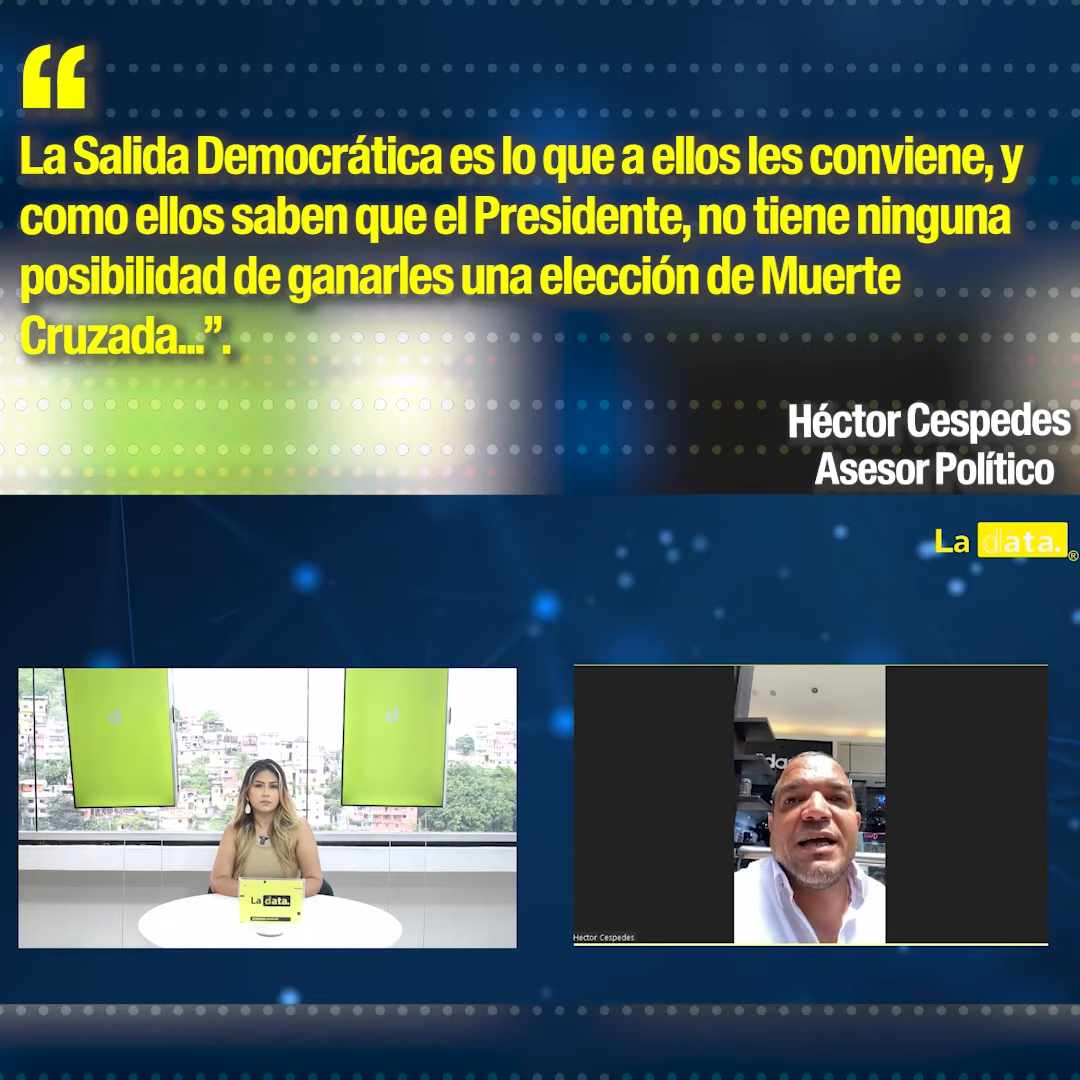 “
La Salida Democrática es lo que a ellos les conviene, y
como ellos saben que el Presidente, no tiene ninguna
posibilidad de ganarles una elección de Muerte
Cruzada...”.
Héctor Cespedes
Asesor Político
La data.®
d
d
La data.
Hector Cespedes